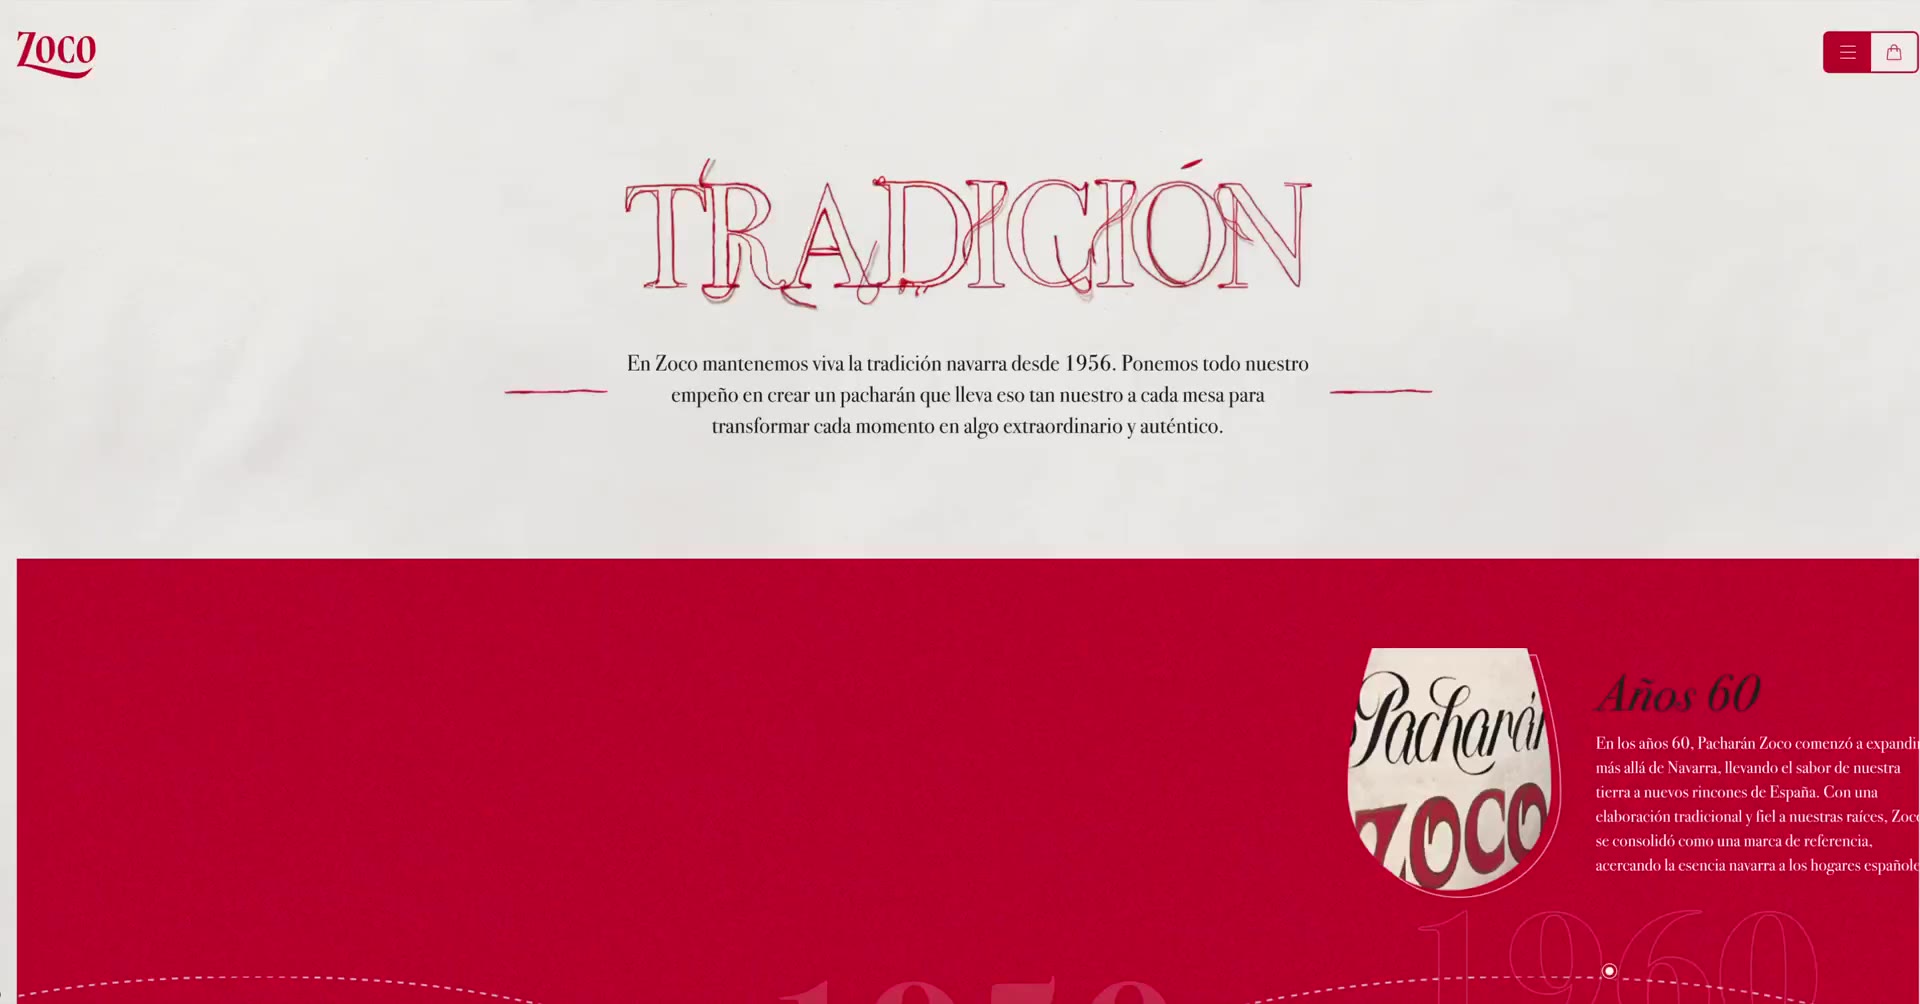 ZOCO
TRADICIÓN
En Zoco mantenemos viva la tradición navarra desde 1956. Ponemos todo nuestro
empeño en crear un pacharán que lleva eso tan nuestro a cada mesa para
transformar cada momento en algo extraordinario y auténtico.
Pacharán
ZOCO
Años 60
En los años 60, Pacharán Zoco comenzó a expandir
más allá de Navarra, llevando el sabor de nuestra
tierra a nuevos rincones de España. Con una
elaboración tradicional y fiel a nuestras raíces, Zoco
se consolidó como una marca de referencia,
acercando la esencia navarra a los hogares españole
1960